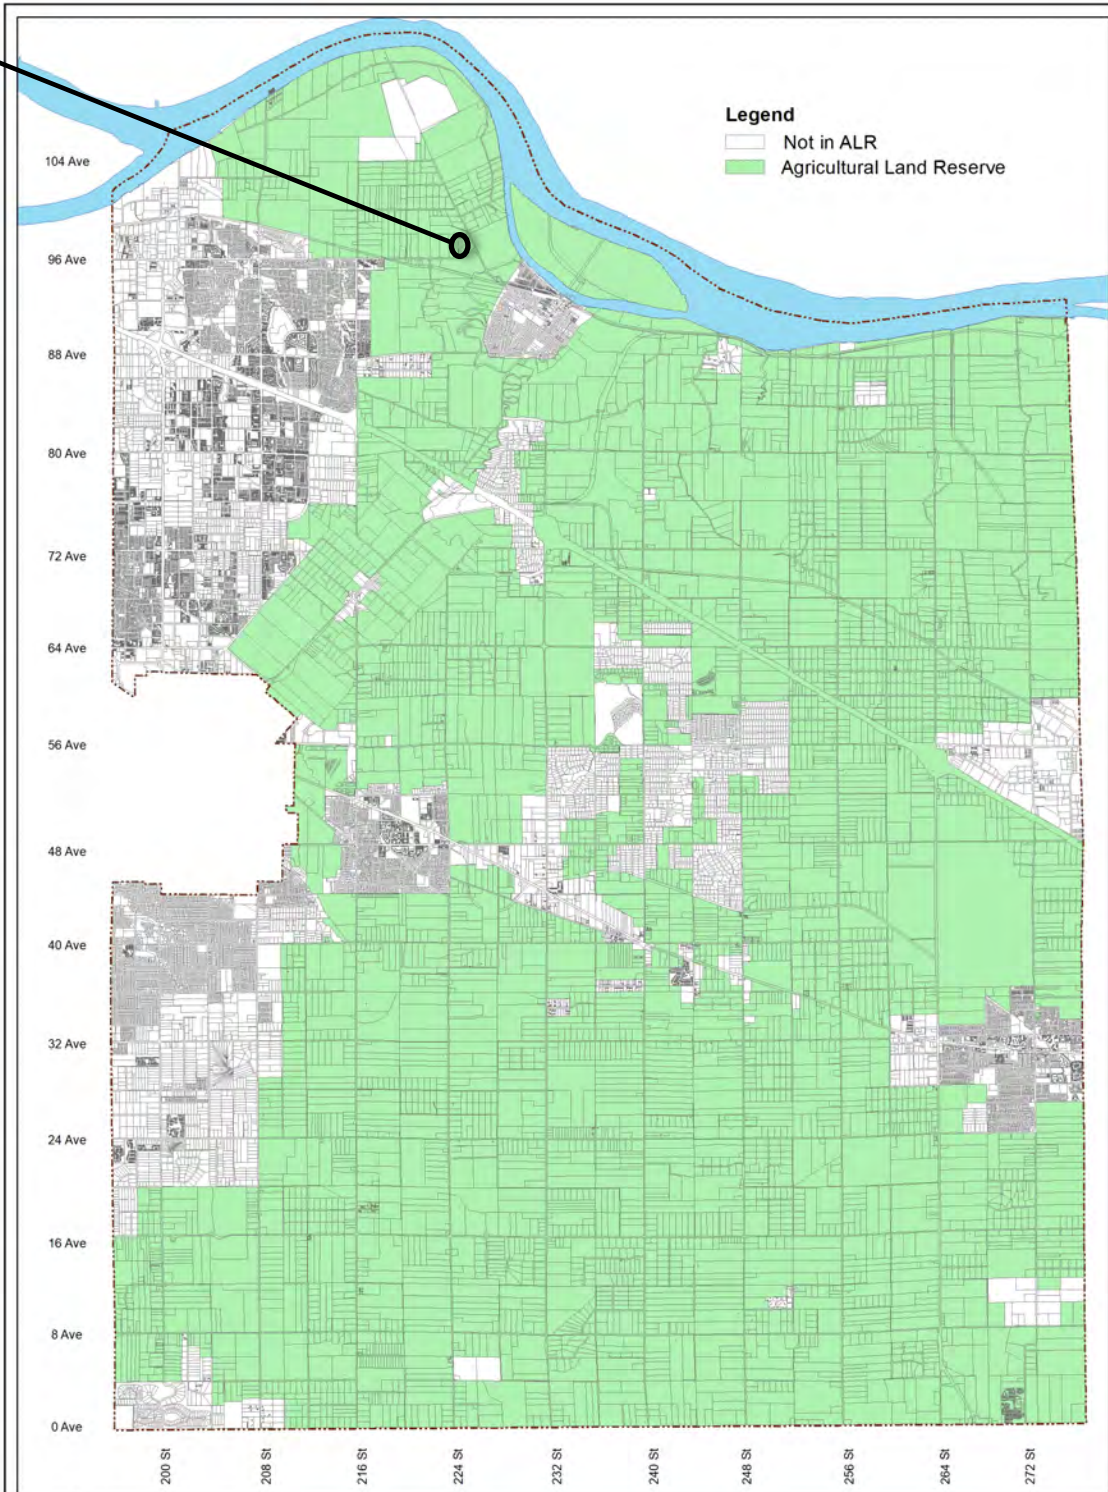 Legend
Not in ALR
Agricultural Land Reserve
104 Ave
96 Ave
88 Ave
80 Ave
72 Ave
64 Ave
56 Ave
48 Ave
40 Ave
32 Ave
24 Ave
16 Ave
8 Ave
0 Ave
200 St
208 St
216 St
224 St
232 St
240 St
248 St
256 St
264 St
272 St